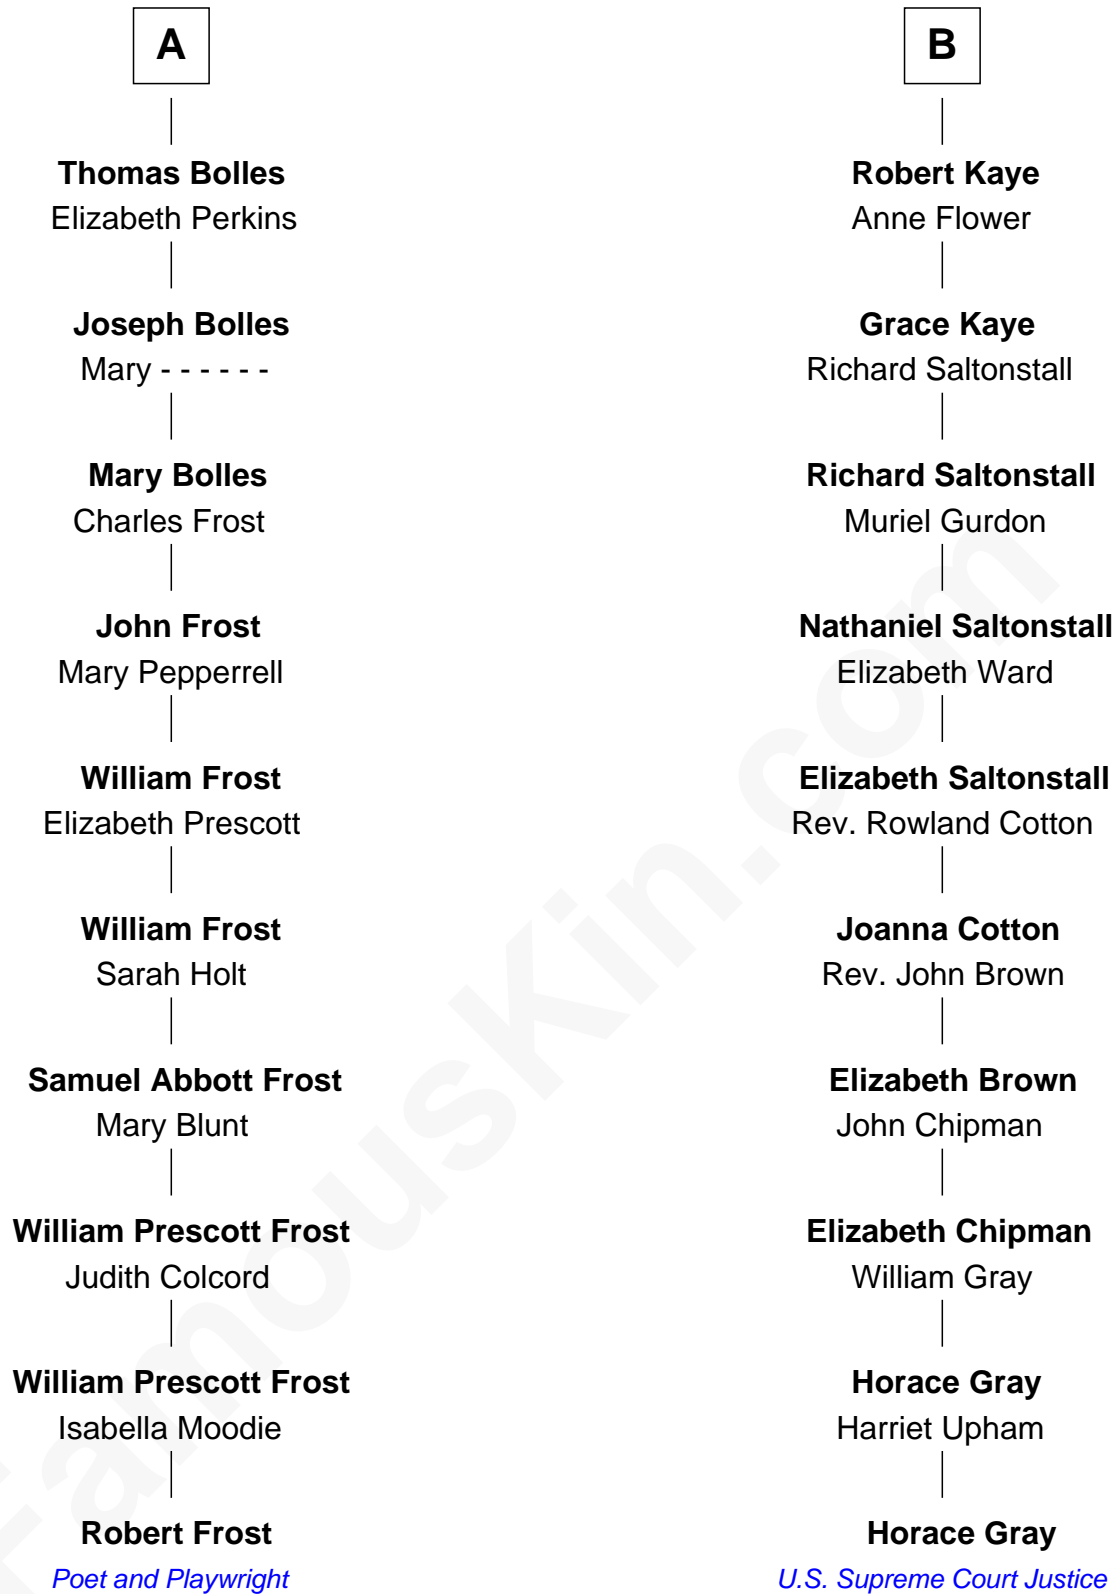 A
Thomas Bolles
Elizabeth Perkins
Joseph Bolles
Mary - - - - - -
Mary Bolles
Charles Frost
John Frost
Mary Pepperrell
William Frost
Elizabeth Prescott
William Frost
Sarah Holt
Samuel Abbott Frost
Mary Blunt
William Prescott Frost
Judith Colcord
William Prescott Frost
Isabella Moodie
Robert Frost
Poet and Playwright
B
Robert Kaye
Anne Flower
Grace Kaye
Richard Saltonstall
Richard Saltonstall
Muriel Gurdon
Nathaniel Saltonstall
Elizabeth Ward
Elizabeth Saltonstall
Rev. Rowland Cotton
Joanna Cotton
Rev. John Brown
Elizabeth Brown
John Chipman
Elizabeth Chipman
William Gray
Horace Gray
Harriet Upham
Horace Gray
U.S. Supreme Court Justice
FamousKin.com